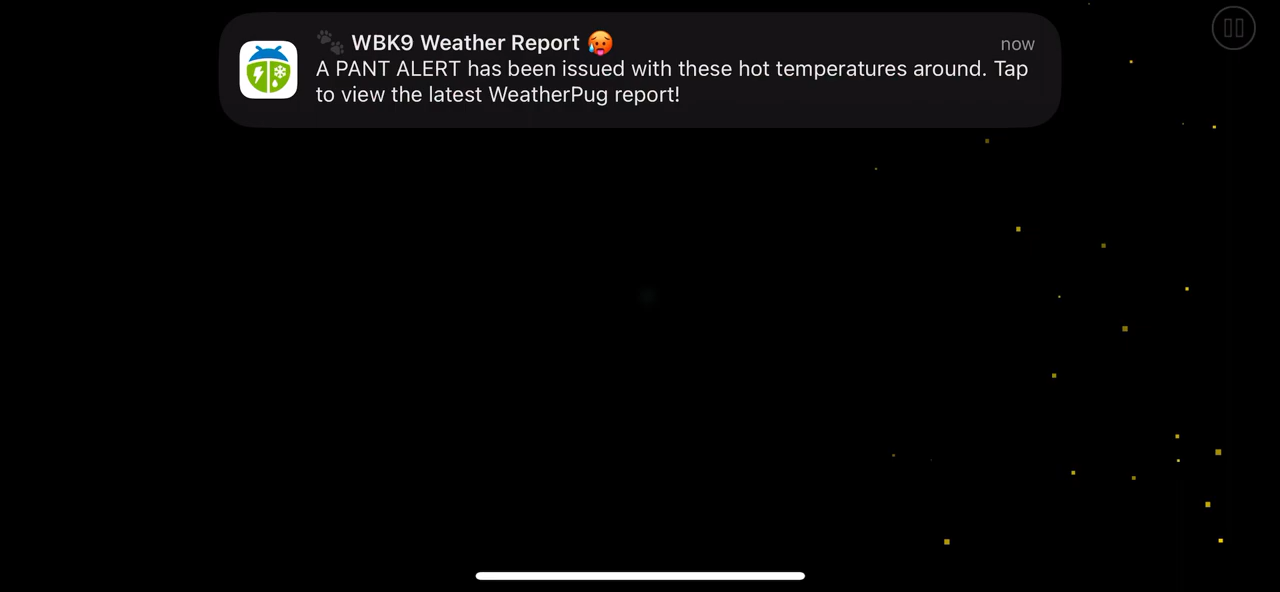 🐾 WBK9 Weather Report 🥵
now
A PANT ALERT has been issued with these hot temperatures around. Tap
to view the latest WeatherPug report!